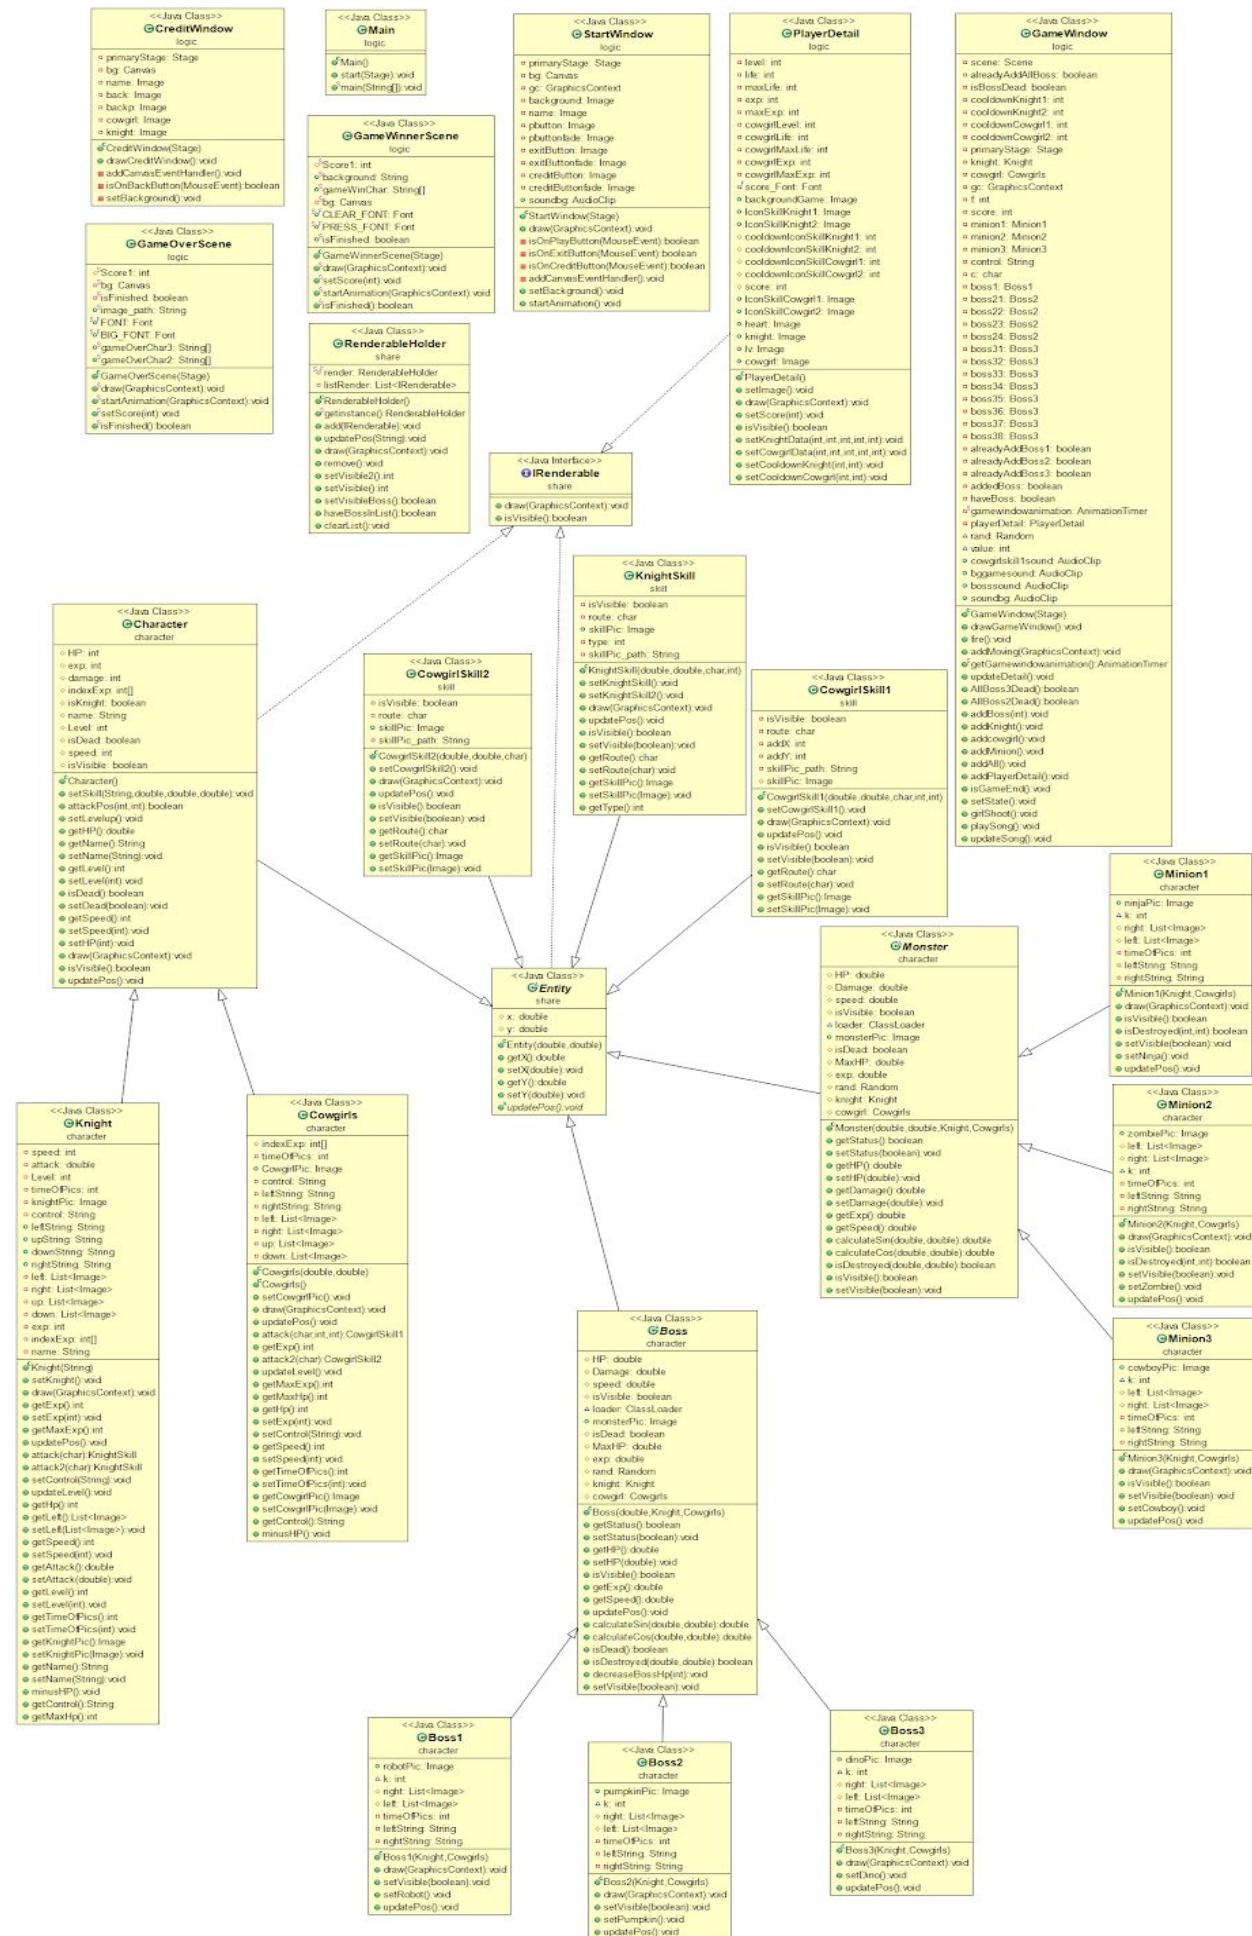 <<Java Class>>
CreditWindow
logic
primaryStage: Stage
bg: Canvas
name: Image
back: Image
backp: Image
cowgirl: Image
knight: Image
CreditWindow(Stage)
drawCreditWindow():void
addCanvasEventHandler():void
isOnBackButton(MouseEvent):boolean
setBackground():void
<<Java Class>>
Main
logic
Main()
start(Stage):void
main(String[]):void
<<Java Class>>
StartWindow
logic
primaryStage: Stage
bg: Canvas
gc: GraphicsContext
background: Image
name: Image
pbutton: Image
pbuttonfade: Image
exitButton: Image
exitButtonfade: Image
creditButton: Image
creditButtonfade: Image
soundbg: AudioClip
StartWindow(Stage)
draw(GraphicsContext):void
isOnPlayButton(MouseEvent):boolean
isOnExitButton(MouseEvent):boolean
isOnCreditButton(MouseEvent):boolean
addCanvasEventHandler():void
setBackground():void
startAnimation():void
<<Java Class>>
PlayerDetail
logic
level: int
life: int
maxLife: int
exp: int
maxExp: int
cowgirlLevel: int
cowgirlLife: int
cowgirlMaxLife: int
cowgirlExp: int
cowgirlMaxExp: int
score_Font: Font
backgroundGame: Image
IconSkillKnight1: Image
IconSkillKnight2: Image
cooldownIconSkillKnight1: int
cooldownIconSkillKnight2: int
cooldownIconSkillCowgirl1: int
cooldownIconSkillCowgirl2: int
score: int
IconSkillCowgirl1: Image
IconSkillCowgirl2: Image
heart: Image
knight: Image
lv: Image
cowgirl: Image
PlayerDetail()
setImage():void
draw(GraphicsContext):void
setScore(int):void
isVisible():boolean
setKnightData(int,int,int,int,int):void
setCowgirlData(int,int,int,int,int):void
setCooldownKnight(int,int):void
setCooldownCowgirl(int,int):void
<<Java Class>>
GameWindow
logic
scene: Scene
alreadyAddAllBoss: boolean
isBossDead: boolean
cooldownKnight1: int
cooldownKnight2: int
cooldownCowgirl1: int
cooldownCowgirl2: int
primaryStage: Stage
knight: Knight
cowgirl: Cowgirls
gc: GraphicsContext
f: int
score: int
minion1: Minion1
minion2: Minion2
minion3: Minion3
control: String
c: char
boss1: Boss1
boss21: Boss2
boss22: Boss2
boss23: Boss2
boss24: Boss2
boss31: Boss3
boss32: Boss3
boss33: Boss3
boss34: Boss3
boss35: Boss3
boss36: Boss3
boss37: Boss3
boss38: Boss3
alreadyAddBoss1: boolean
alreadyAddBoss2: boolean
alreadyAddBoss3: boolean
addedBoss: boolean
haveBoss: boolean
gamewindowanimation: AnimationTimer
playerDetail: PlayerDetail
rand: Random
value: int
cowgirlskill1sound: AudioClip
bggamesound: AudioClip
bosssound: AudioClip
soundbg: AudioClip
GameWindow(Stage)
drawGameWindow():void
fire():void
addMoving(GraphicsContext):void
getGamewindowanimation():AnimationTimer
updateDetail():void
AllBoss3Dead():boolean
AllBoss2Dead():boolean
addBoss(int):void
addKnight():void
addcowgirl():void
addMinion():void
addAll():void
addPlayerDetail():void
isGameEnd():void
setState():void
girlShoot():void
playSong():void
updateSong():void
<<Java Class>>
GameWinnerScene
logic
Score1: int
background: String
gameWinChar: String[]
bg: Canvas
CLEAR_FONT: Font
PRESS_FONT: Font
isFinished: boolean
GameWinnerScene(Stage)
draw(GraphicsContext):void
setScore(int):void
startAnimation(GraphicsContext):void
isFinished():boolean
<<Java Class>>
GameOverScene
logic
Score1: int
bg: Canvas
isFinished: boolean
image_path: String
FONT: Font
BIG_FONT: Font
gameOverChar3: String[]
gameOverChar2: String[]
GameOverScene(Stage)
draw(GraphicsContext):void
startAnimation(GraphicsContext):void
setScore(int):void
isFinished():boolean
<<Java Class>>
RenderableHolder
share
render: RenderableHolder
listRender: List<IRenderable>
RenderableHolder()
getinstance():RenderableHolder
add(IRenderable):void
updatePos(String):void
draw(GraphicsContext):void
remove():void
setVisible2():int
setVisible():int
setVisibleBoss():boolean
haveBossInList():boolean
clearList():void
<<Java Interface>>
IRenderable
share
draw(GraphicsContext):void
isVisible():boolean
<<Java Class>>
KnightSkill
skill
isVisible: boolean
route: char
skillPic: Image
type: int
skillPic_path: String
KnightSkill(double,double,char,int)
setKnightSkill():void
setKnightSkill2():void
draw(GraphicsContext):void
updatePos():void
isVisible():boolean
setVisible(boolean):void
getRoute():char
setRoute(char):void
getSkillPic():Image
setSkillPic(Image):void
getType():int
<<Java Class>>
Character
character
HP: int
exp: int
damage: int
indexExp: int[]
isKnight: boolean
name: String
Level: int
isDead: boolean
speed: int
isVisible: boolean
Character()
setSkill(String,double,double,double):void
attackPos(int,int):boolean
setLevelup():void
getHP():double
getName():String
setName(String):void
getLevel():int
setLevel(int):void
isDead():boolean
setDead(boolean):void
getSpeed():int
setSpeed(int):void
setHP(int):void
draw(GraphicsContext):void
isVisible():boolean
updatePos():void
<<Java Class>>
CowgirlSkill2
skill
isVisible: boolean
route: char
skillPic: Image
skillPic_path: String
CowgirlSkill2(double,double,char)
setCowgirlSkill2():void
draw(GraphicsContext):void
updatePos():void
isVisible():boolean
setVisible(boolean):void
getRoute():char
setRoute(char):void
getSkillPic():Image
setSkillPic(Image):void
<<Java Class>>
CowgirlSkill1
skill
isVisible: boolean
route: char
addX: int
addY: int
skillPic_path: String
skillPic: Image
CowgirlSkill1(double,double,char,int,int)
setCowgirlSkill1():void
draw(GraphicsContext):void
updatePos():void
isVisible():boolean
setVisible(boolean):void
getRoute():char
setRoute(char):void
getSkillPic():Image
setSkillPic(Image):void
<<Java Class>>
Minion1
character
ninjaPic: Image
k: int
right: List<Image>
left: List<Image>
timeOfPics: int
leftString: String
rightString: String
Minion1(Knight,Cowgirls)
draw(GraphicsContext):void
isVisible():boolean
isDestroyed(int,int):boolean
setVisible(boolean):void
setNinja():void
updatePos():void
<<Java Class>>
Monster
character
HP: double
Damage: double
speed: double
isVisible: boolean
loader: ClassLoader
monsterPic: Image
isDead: boolean
MaxHP: double
exp: double
rand: Random
knight: Knight
cowgirl: Cowgirls
Monster(double,double,Knight,Cowgirls)
getStatus():boolean
setStatus(boolean):void
getHP():double
setHP(double):void
getDamage():double
setDamage(double):void
getExp():double
getSpeed():double
calculateSin(double,double):double
calculateCos(double,double):double
isDestroyed(double,double):boolean
isVisible():boolean
setVisible(boolean):void
<<Java Class>>
Entity
share
x: double
y: double
Entity(double,double)
getX():double
setX(double):void
getY():double
setY(double):void
updatePos():void
<<Java Class>>
Minion2
character
zombiePic: Image
left: List<Image>
right: List<Image>
k: int
timeOfPics: int
leftString: String
rightString: String
Minion2(Knight,Cowgirls)
draw(GraphicsContext):void
isVisible():boolean
isDestroyed(int,int):boolean
setVisible(boolean):void
setZombie():void
updatePos():void
<<Java Class>>
Knight
character
speed: int
attack: double
Level: int
timeOfPics: int
knightPic: Image
control: String
leftString: String
upString: String
downString: String
rightString: String
left: List<Image>
right: List<Image>
up: List<Image>
down: List<Image>
exp: int
indexExp: int[]
name: String
Knight(String)
setKnight():void
draw(GraphicsContext):void
getExp():int
setExp(int):void
getMaxExp():int
updatePos():void
attack(char):KnightSkill
attack2(char):KnightSkill
setControl(String):void
updateLevel():void
getHp():int
getLeft():List<Image>
setLeft(List<Image>):void
getSpeed():int
setSpeed(int):void
getAttack():double
setAttack(double):void
getLevel():int
setLevel(int):void
getTimeOfPics():int
setTimeOfPics(int):void
getKnightPic():Image
setKnightPic(Image):void
getName():String
setName(String):void
minusHP():void
getControl():String
getMaxHp():int
<<Java Class>>
Cowgirls
character
indexExp: int[]
timeOfPics: int
CowgirlPic: Image
control: String
leftString: String
rightString: String
left: List<Image>
right: List<Image>
up: List<Image>
down: List<Image>
Cowgirls(double,double)
Cowgirls()
setCowgirlPic():void
draw(GraphicsContext):void
updatePos():void
attack(char,int,int):CowgirlSkill1
getExp():int
attack2(char):CowgirlSkill2
updateLevel():void
getMaxExp():int
getMaxHp():int
getHp():int
setExp(int):void
setControl(String):void
getSpeed():int
setSpeed(int):void
getTimeOfPics():int
setTimeOfPics(int):void
getCowgirlPic():Image
setCowgirlPic(Image):void
getControl():String
minusHP():void
<<Java Class>>
Boss
character
HP: double
Damage: double
speed: double
isVisible: boolean
loader: ClassLoader
monsterPic: Image
isDead: boolean
MaxHP: double
exp: double
rand: Random
knight: Knight
cowgirl: Cowgirls
Boss(double,Knight,Cowgirls)
getStatus():boolean
setStatus(boolean):void
getHP():double
setHP(double):void
isVisible():boolean
getExp():double
getSpeed():double
updatePos():void
calculateSin(double,double):double
calculateCos(double,double):double
isDead():boolean
isDestroyed(double,double):boolean
decreaseBossHp(int):void
setVisible(boolean):void
<<Java Class>>
Minion3
character
cowboyPic: Image
k: int
left: List<Image>
right: List<Image>
timeOfPics: int
leftString: String
rightString: String
Minion3(Knight,Cowgirls)
draw(GraphicsContext):void
isVisible():boolean
setVisible(boolean):void
setCowboy():void
updatePos():void
<<Java Class>>
Boss1
character
robotPic: Image
k: int
right: List<Image>
left: List<Image>
timeOfPics: int
leftString: String
rightString: String
Boss1(Knight,Cowgirls)
draw(GraphicsContext):void
setVisible(boolean):void
setRobot():void
updatePos():void
<<Java Class>>
Boss2
character
pumpkinPic: Image
k: int
right: List<Image>
left: List<Image>
timeOfPics: int
leftString: String
rightString: String
Boss2(Knight,Cowgirls)
draw(GraphicsContext):void
setVisible(boolean):void
setPumpkin():void
updatePos():void
<<Java Class>>
Boss3
character
dinoPic: Image
k: int
right: List<Image>
left: List<Image>
timeOfPics: int
leftString: String
rightString: String
Boss3(Knight,Cowgirls)
draw(GraphicsContext):void
setDino():void
updatePos():void